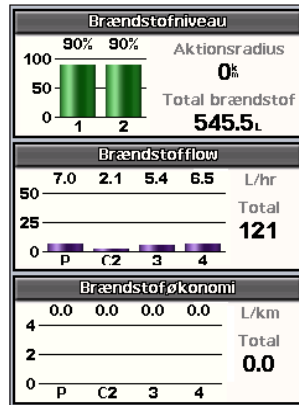 Brændstofniveau
90% 90%
100
50
0
1 2
Aktionsradius
0 km
Total brændstof
545.5 L
Brændstofflow
7.0 2.1 5.4 6.5
50
25
0
P C2 3 4
L/hr
Total
121
Brændstoføkonomi
0.0 0.0 0.0 0.0
4
2
0
P C2 3 4
L/km
Total
0.0